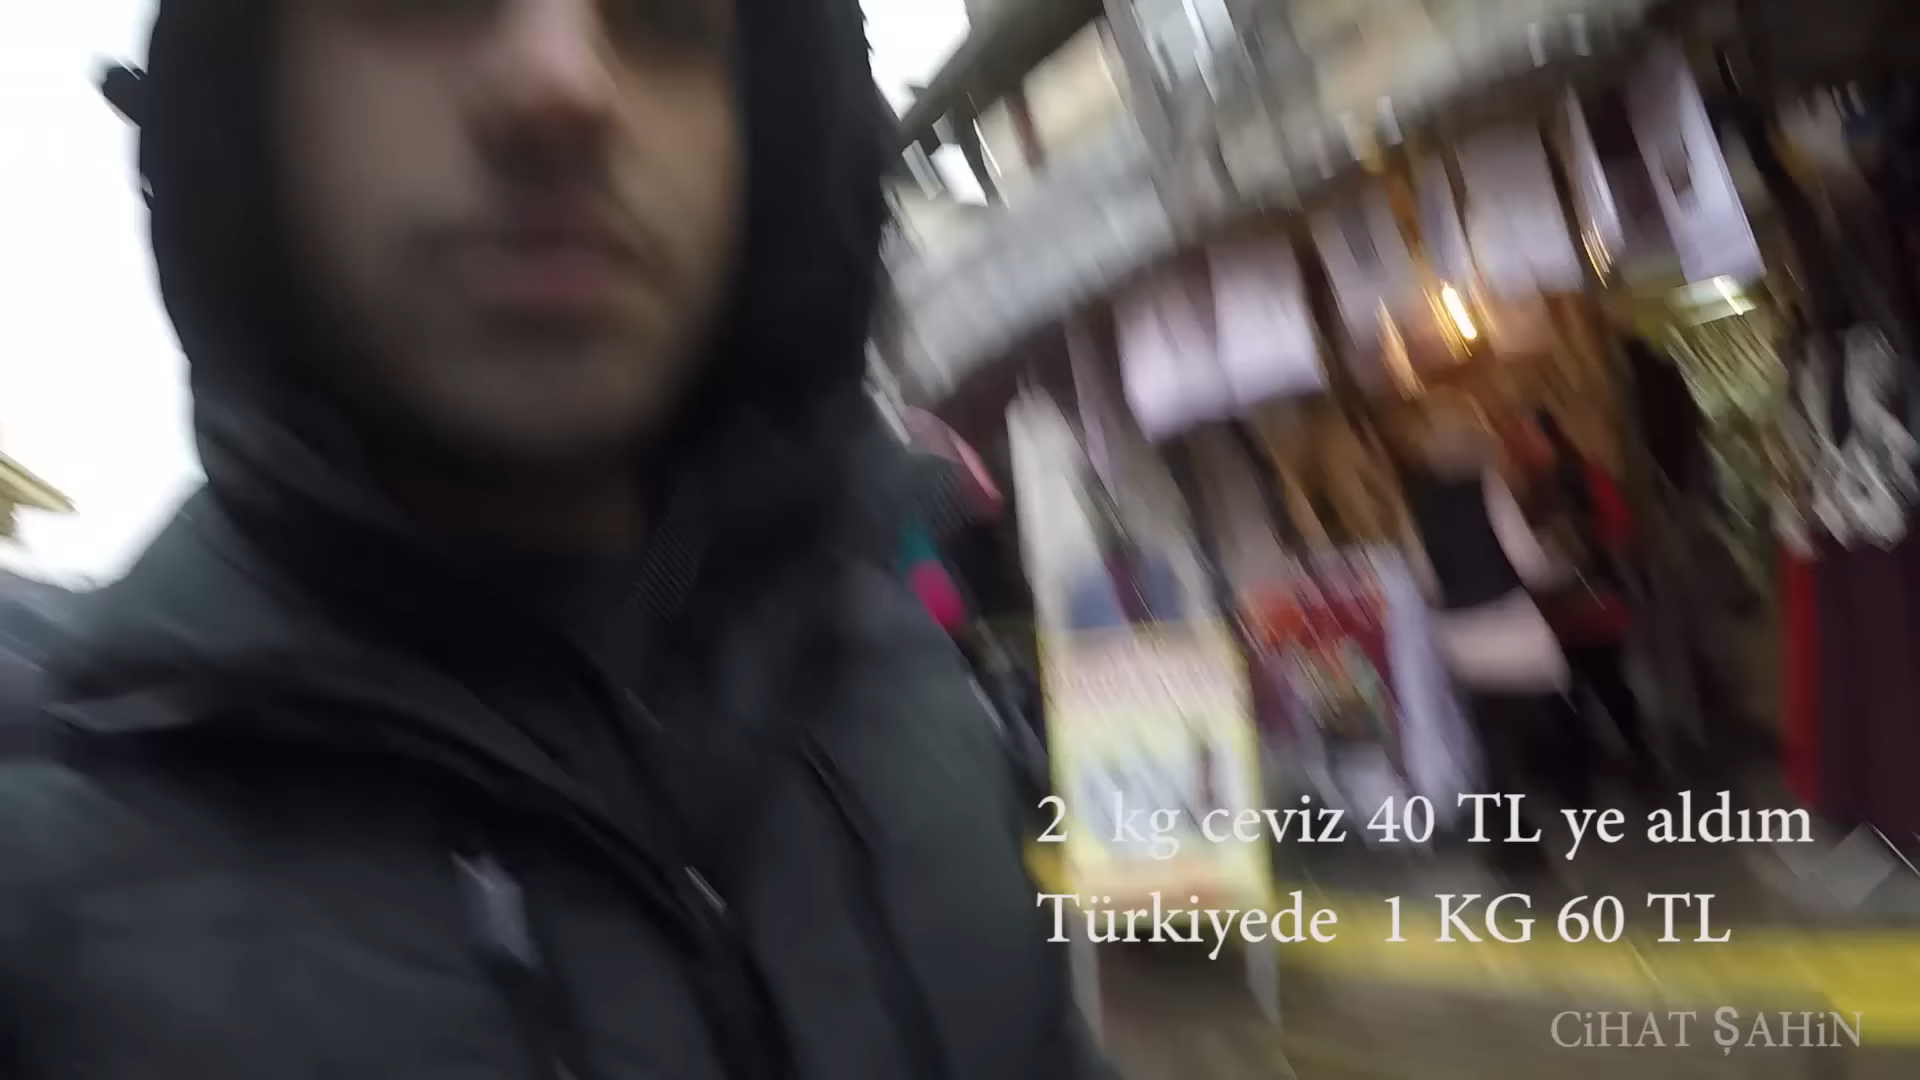 2 kg ceviz 40 TL ye aldım
Türkiyede 1 KG 60 TL
CiHAT ŞAHiN